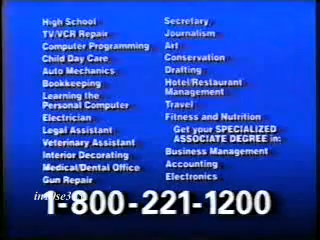 High School
TV/VCR Repair
Computer Programming
Child Day Care
Auto Mechanics
Bookkeeping
Learning the
Personal Computer
Electrician
Legal Assistant
Veterinary Assistant
Interior Decorating
Medical/Dental Office
Gun Repair
Secretary
Journalism
Art
Conservation
Drafting
Hotel/Restaurant
Management
Travel
Fitness and Nutrition
Get your SPECIALIZED
ASSOCIATE DEGREE in:
Business Management
Accounting
Electronics
1-800-221-1200